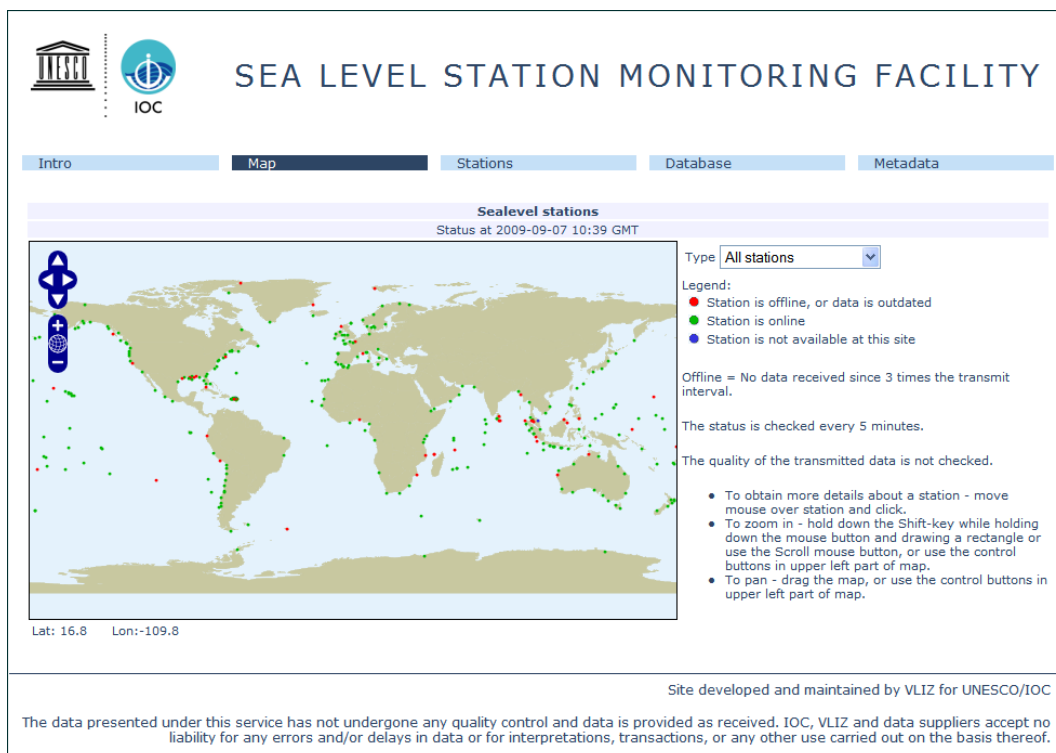 UNESCO
IOC
SEA LEVEL STATION MONITORING FACILITY
Intro
Map
Stations
Database
Metadata
Sealevel stations
Status at 2009-09-07 10:39 GMT
Type All stations
Legend:
Station is offline, or data is outdated
Station is online
Station is not available at this site
Offline = No data received since 3 times the transmit
interval.
The status is checked every 5 minutes.
The quality of the transmitted data is not checked.
• To obtain more details about a station - move
mouse over station and click.
• To zoom in - hold down the Shift-key while holding
down the mouse button and drawing a rectangle or
use the Scroll mouse button, or use the control
buttons in upper left part of map.
• To pan - drag the map, or use the control buttons in
upper left part of map.
Lat: 16.8 Lon:-109.8
Site developed and maintained by VLIZ for UNESCO/IOC
The data presented under this service has not undergone any quality control and data is provided as received. IOC, VLIZ and data suppliers accept no
liability for any errors and/or delays in data or for interpretations, transactions, or any other use carried out on the basis thereof.